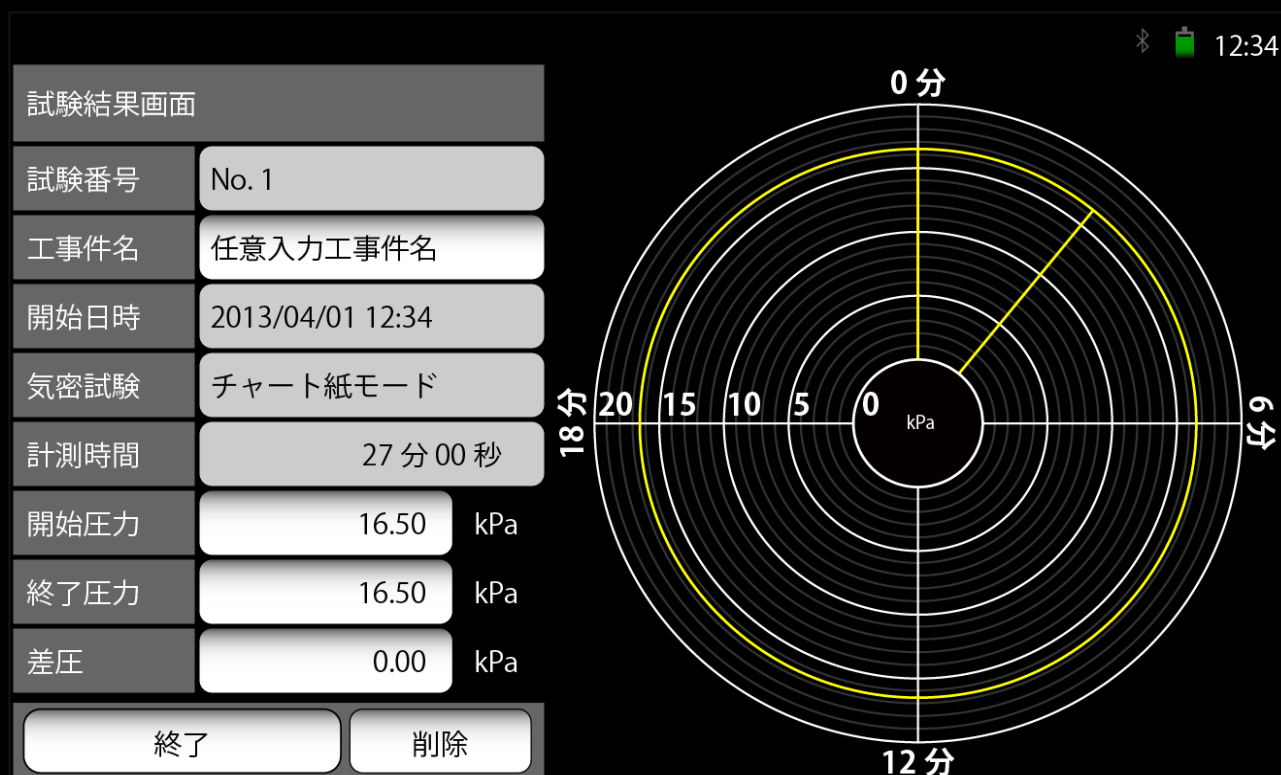 12:34
試験結果画面
試験番号 No. 1
工事件名 任意入力工事件名
開始日時 2013/04/01 12:34
気密試験 チャート紙モード
計測時間 27 分 00 秒
開始圧力 16.50 kPa
終了圧力 16.50 kPa
差圧 0.00 kPa
終了 削除
0 分
6 分
12 分
18 分
20 15 10 5 0 kPa